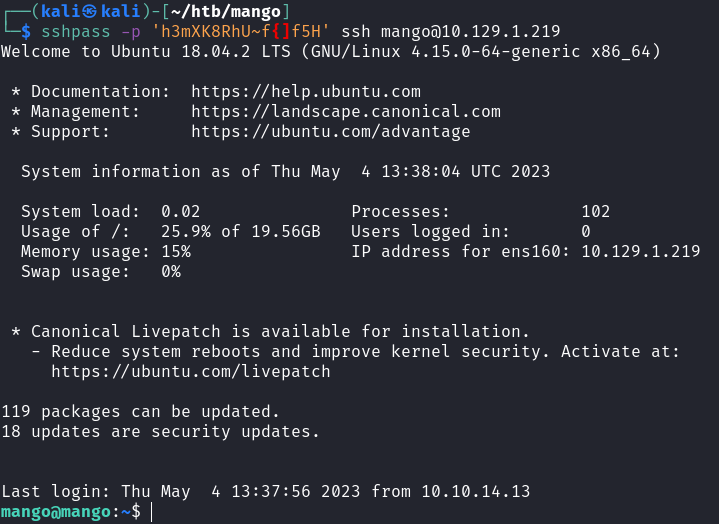 ┌──(kali㉿kali)-[~/htb/mango]
└─$ sshpass -p 'h3mXK8RhU~f{]f5H' ssh mango@10.129.1.219
Welcome to Ubuntu 18.04.2 LTS (GNU/Linux 4.15.0-64-generic x86_64)
* Documentation:  https://help.ubuntu.com
* Management:     https://landscape.canonical.com
* Support:        https://ubuntu.com/advantage
System information as of Thu May  4 13:38:04 UTC 2023
System load:  0.02               Processes:             102
Usage of /:   25.9% of 19.56GB   Users logged in:       0
Memory usage: 15%                IP address for ens160: 10.129.1.219
Swap usage:   0%
* Canonical Livepatch is available for installation.
- Reduce system reboots and improve kernel security. Activate at:
https://ubuntu.com/livepatch
119 packages can be updated.
18 updates are security updates.
Last login: Thu May  4 13:37:56 2023 from 10.10.14.13
mango@mango:~$